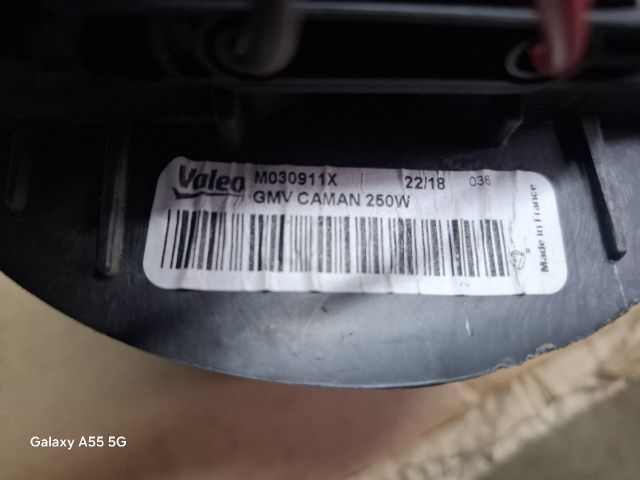 Valeo M030911X 22/18 036
GMV CAMAN 250W
Made in France
Galaxy A55 5G